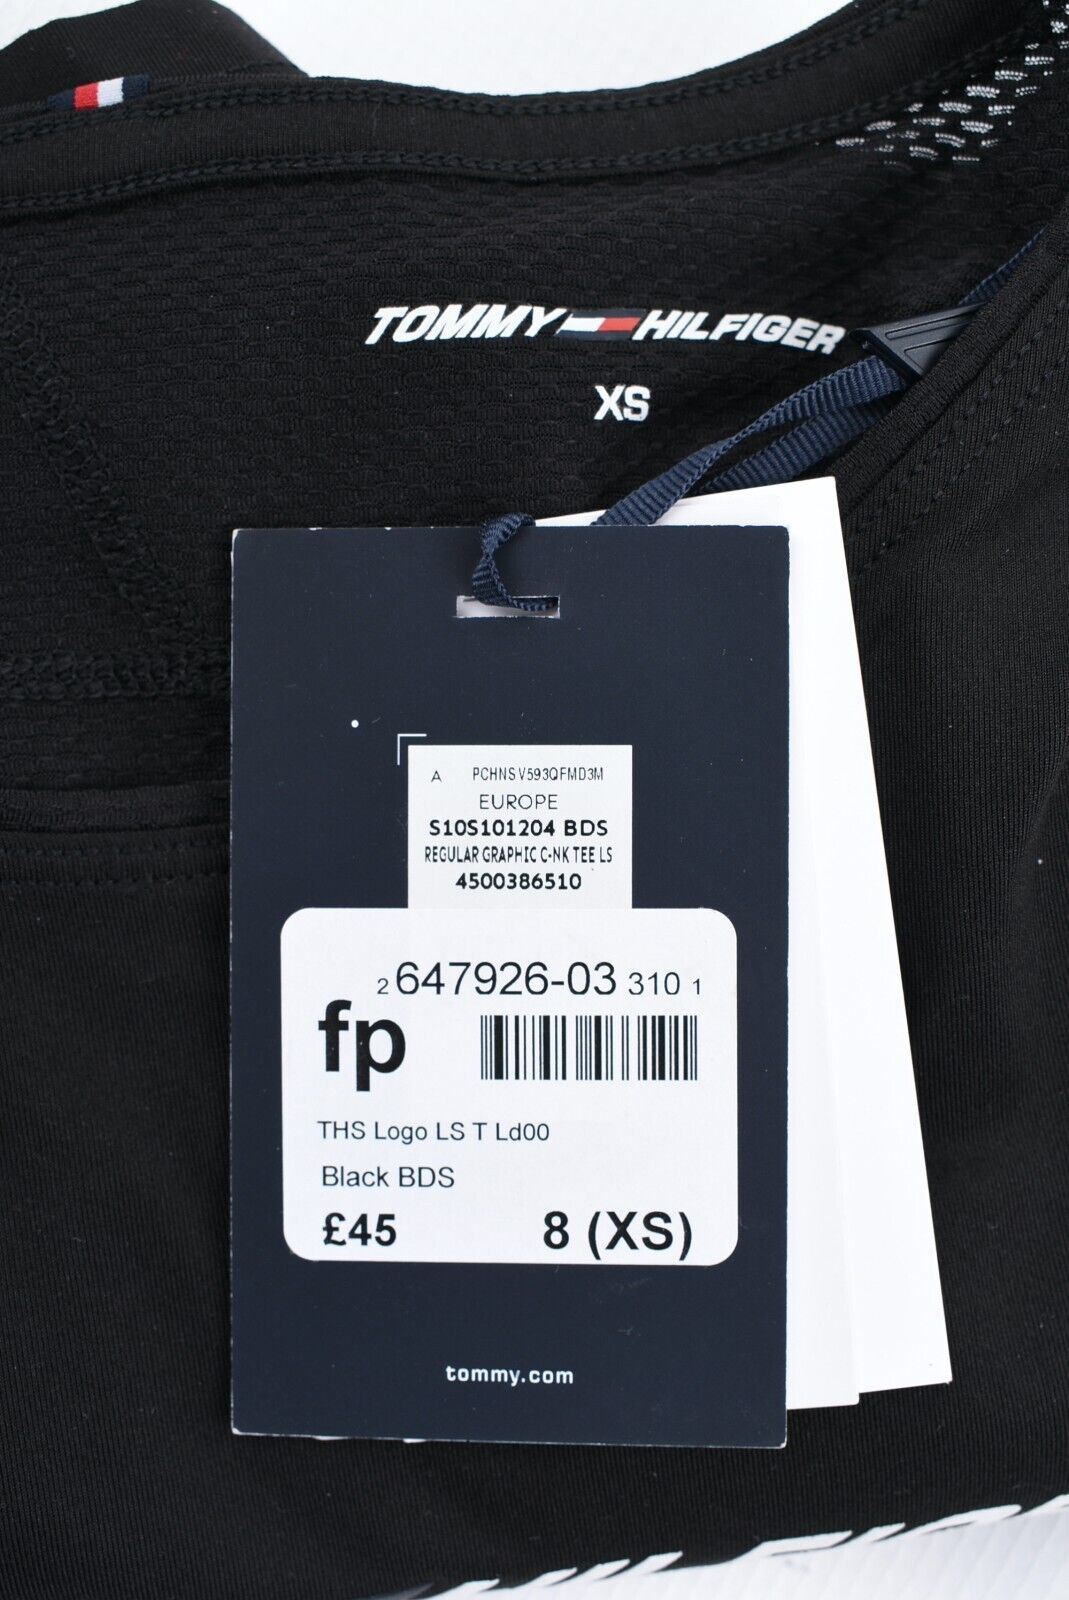 TOMMY HILFIGER
XS
A PCHNSV593QFMD3M
EUROPE
S10S101204 BDS
REGULAR GRAPHIC C-NK TEE LS
4500386510
2 647926-03 310 1
fp
THS Logo LS T Ld00
Black BDS
£45 8 (XS)
tommy.com